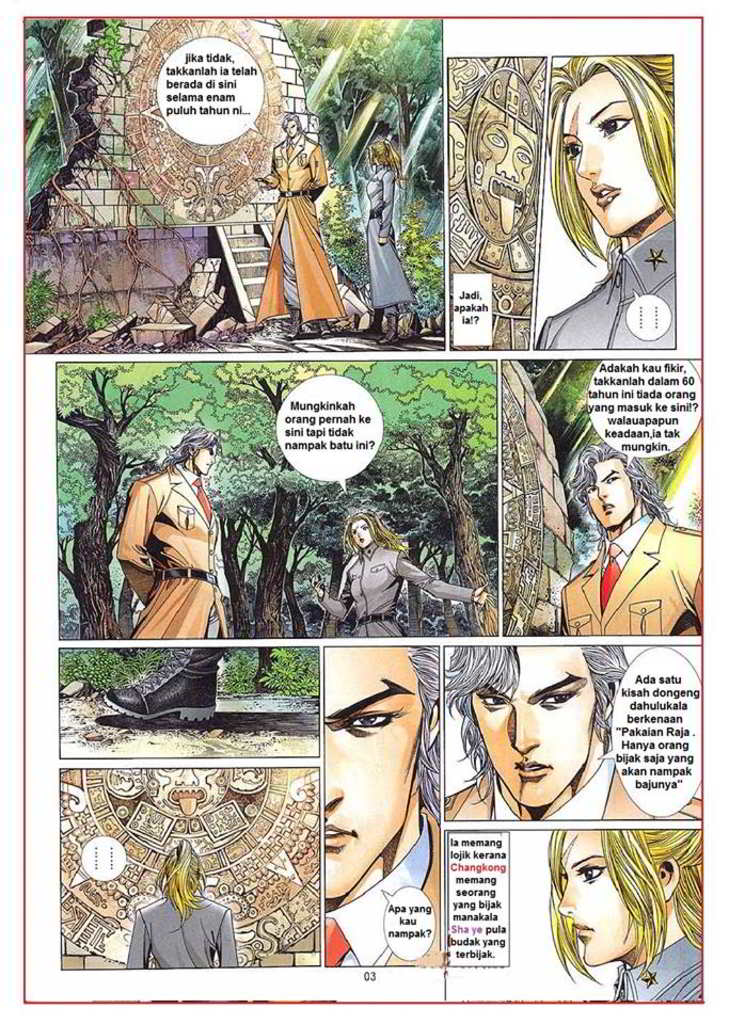 jika tidak,
takkanlah ia telah
berada di sini
selama enam
puluh tahun ni...
Jadi,
apakah
ia!?
Mungkinkah
orang pernah ke
sini tapi tidak
nampak batu ini?
Adakah kau fikir,
takkanlah dalam 60
tahun ini tiada orang
yang masuk ke sini!?
walauapapun
keadaan,ia tak
mungkin.
Ada satu
kisah dongeng
dahulukala
berkenaan
"Pakaian Raja .
Hanya orang
bijak saja yang
akan nampak
bajunya"
Apa yang
kau
nampak?
Ia memang
lojik kerana
Changkong
memang
seorang
yang bijak
manakala
Sha ye pula
budak yang
terbijak.
03